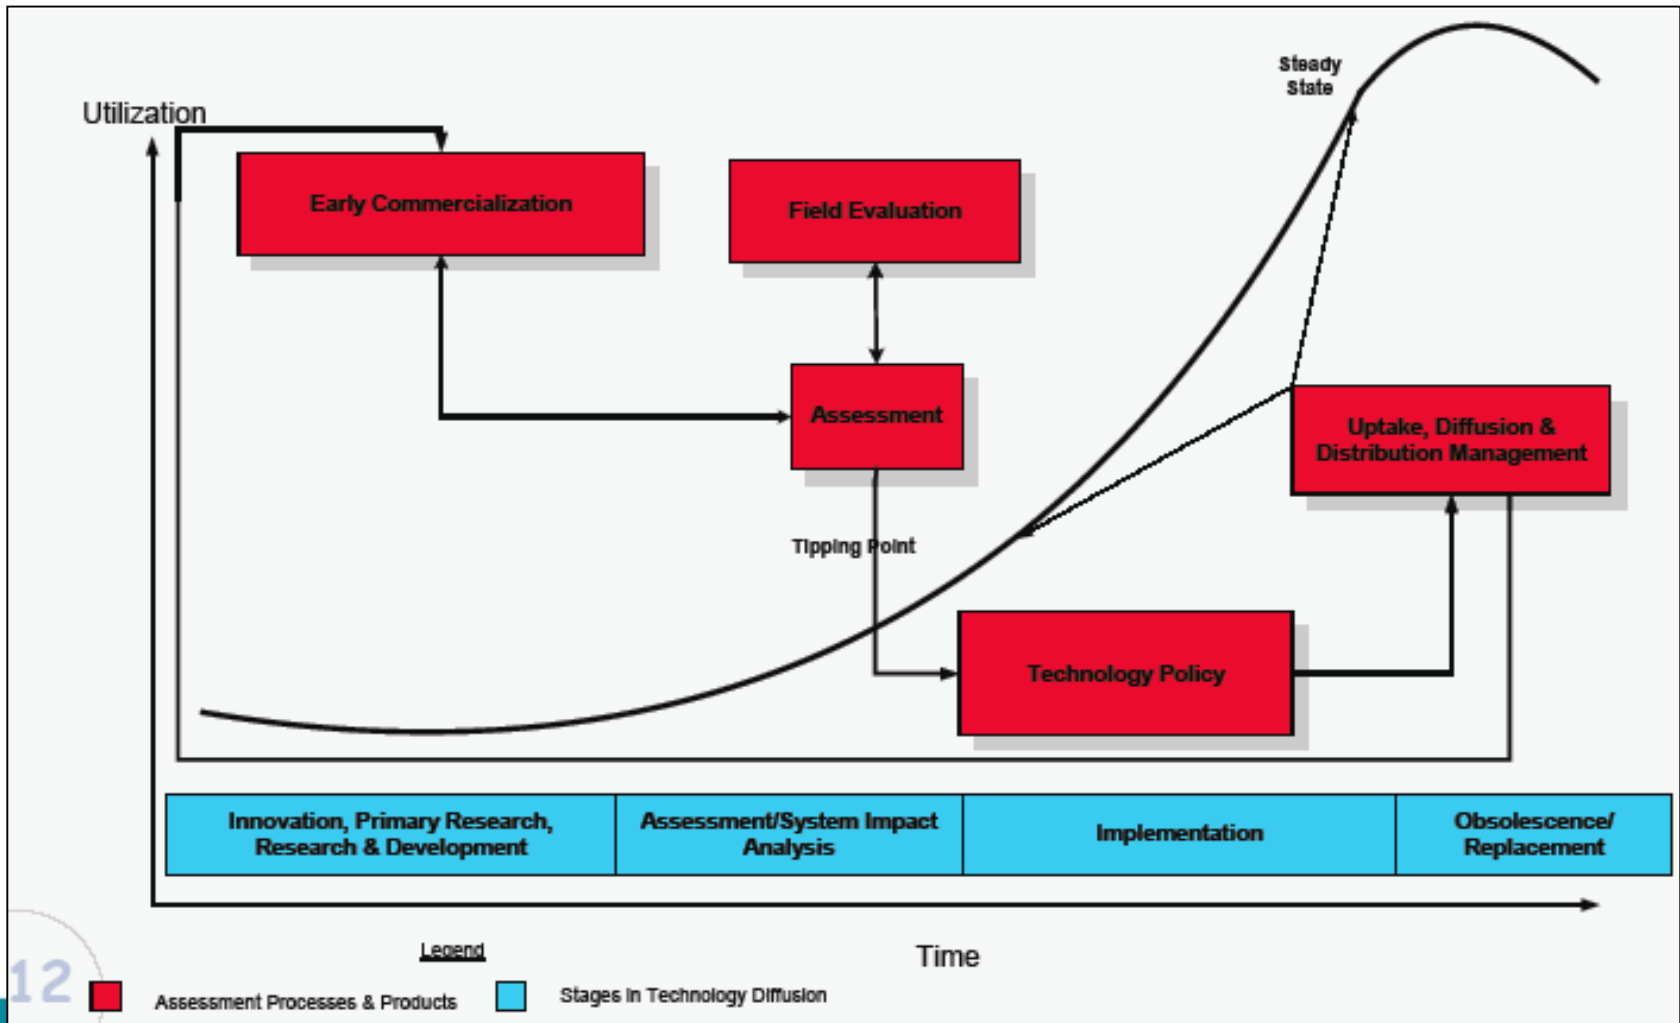 Utilization
Steady
State
Early Commercialization
Field Evaluation
Assessment
Uptake, Diffusion &
Distribution Management
Tipping Point
Technology Policy
Innovation, Primary Research,
Research & Development
Assessment/System Impact
Analysis
Implementation
Obsolescence/
Replacement
Time
Legend
12
Assessment Processes & Products
Stages in Technology Diffusion